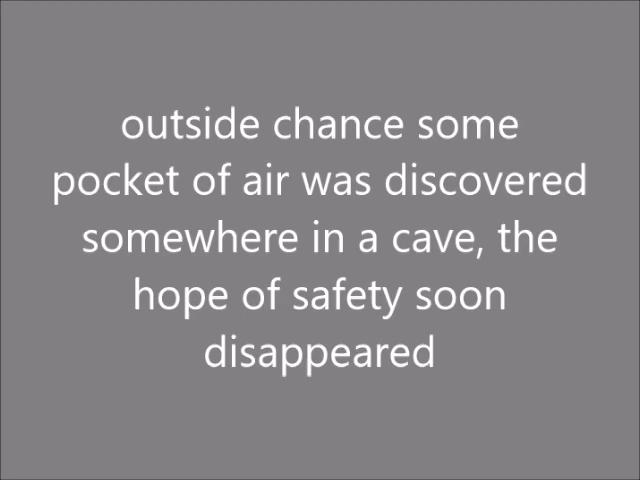 outside chance some
pocket of air was discovered
somewhere in a cave, the
hope of safety soon
disappeared